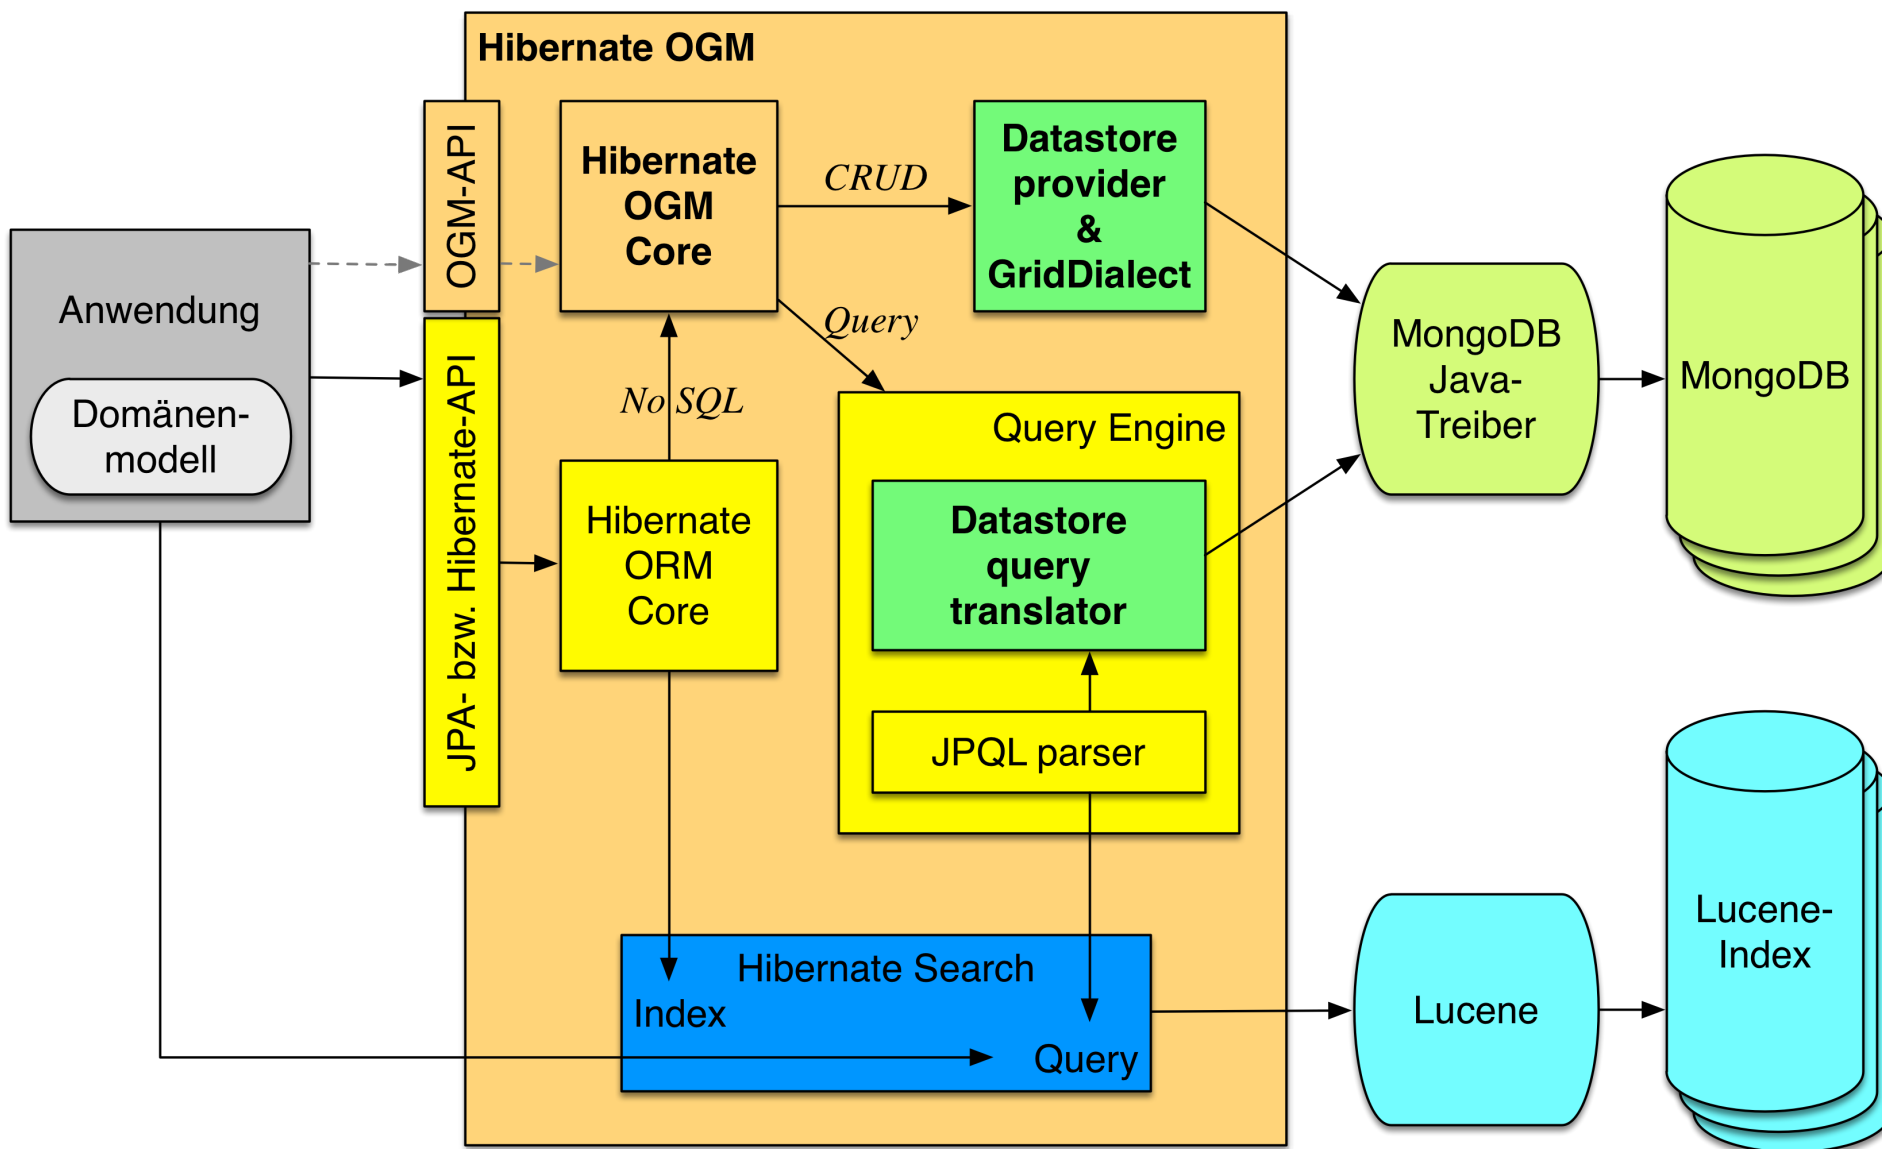 Hibernate OGM
OGM-API
Hibernate
OGM
Core
CRUD
Datastore
provider
&
GridDialect
Anwendung
Domänen-
modell
JPA- bzw. Hibernate-API
No SQL
Query
Hibernate
ORM
Core
Query Engine
Datastore
query
translator
JPQL parser
MongoDB
Java-
Treiber
MongoDB
Hibernate Search
Index
Query
Lucene
Lucene-
Index